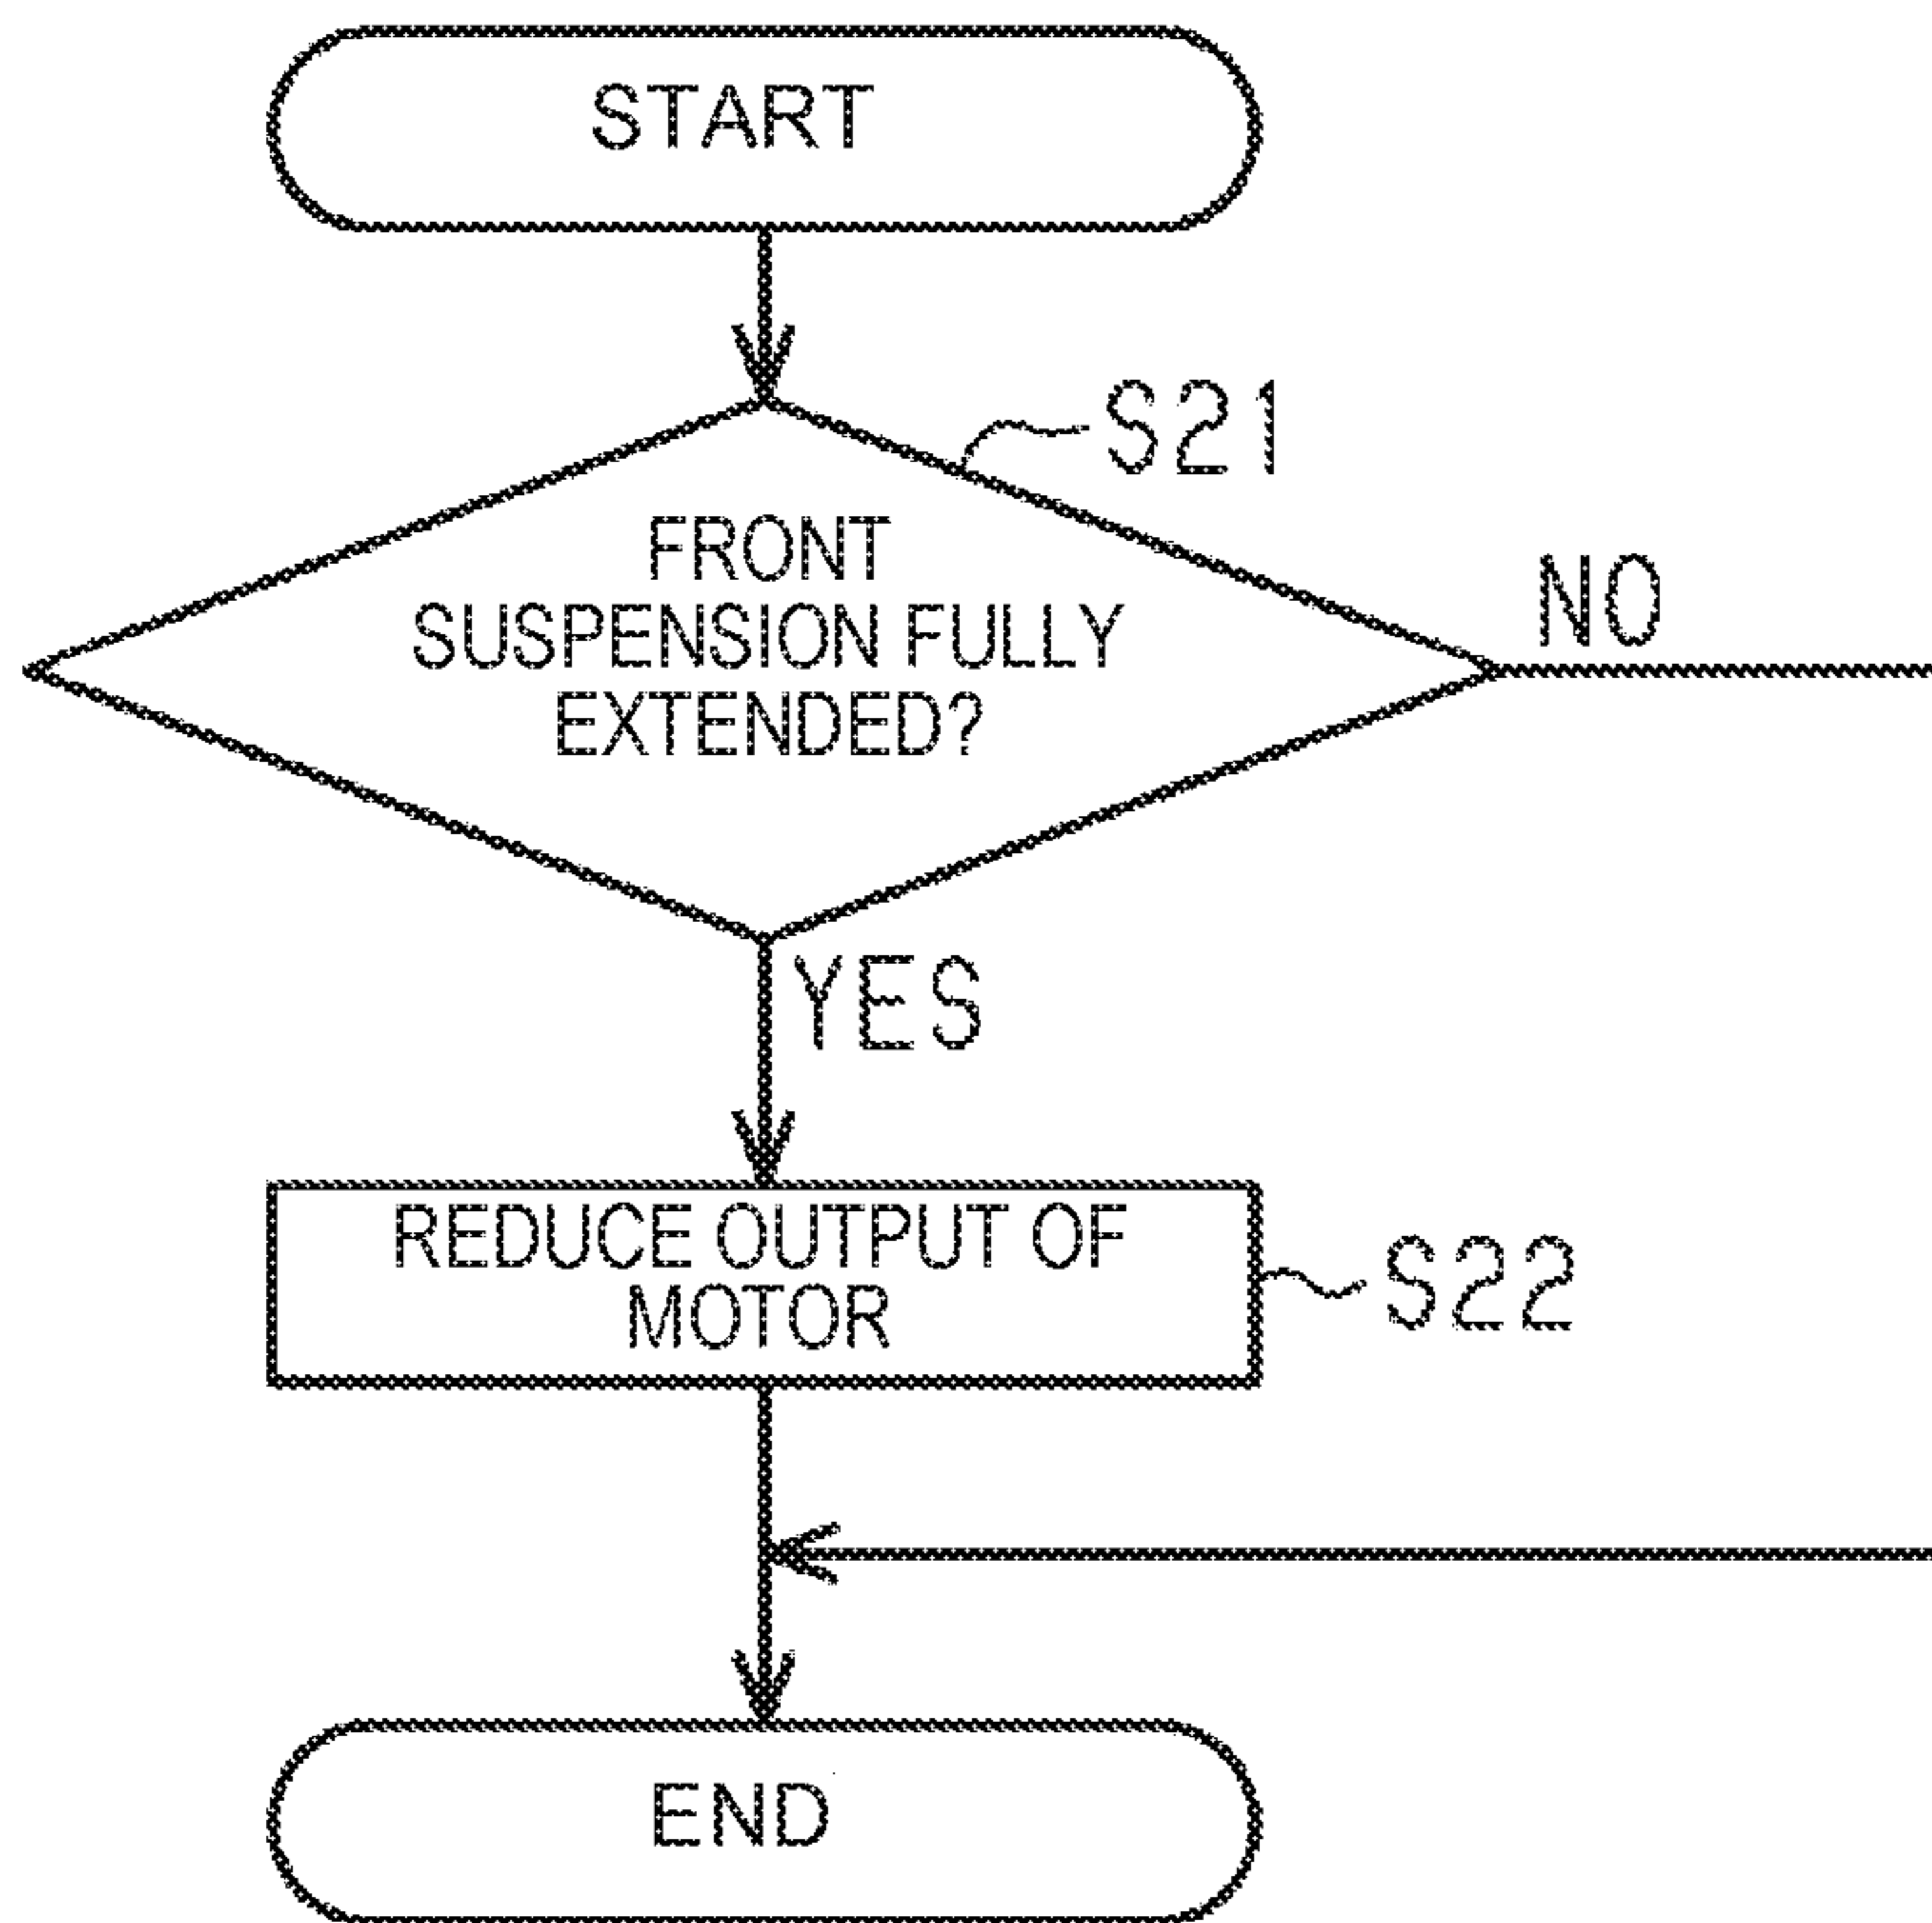 START
S21
FRONT
SUSPENSION FULLY
EXTENDED?
NO
YES
REDUCE OUTPUT OF
MOTOR
S22
END